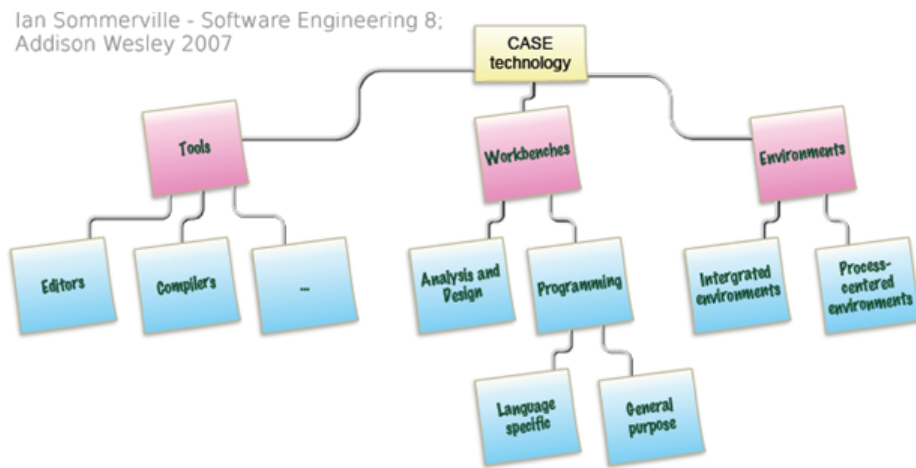 Ian Sommerville - Software Engineering 8;
Addison Wesley 2007
CASE
technology
Tools
Workbenches
Environments
Editors
Compilers
...
Analysis and
Design
Programming
Intergrated
environments
Process-
centered
environments
Language
specific
General
purpose